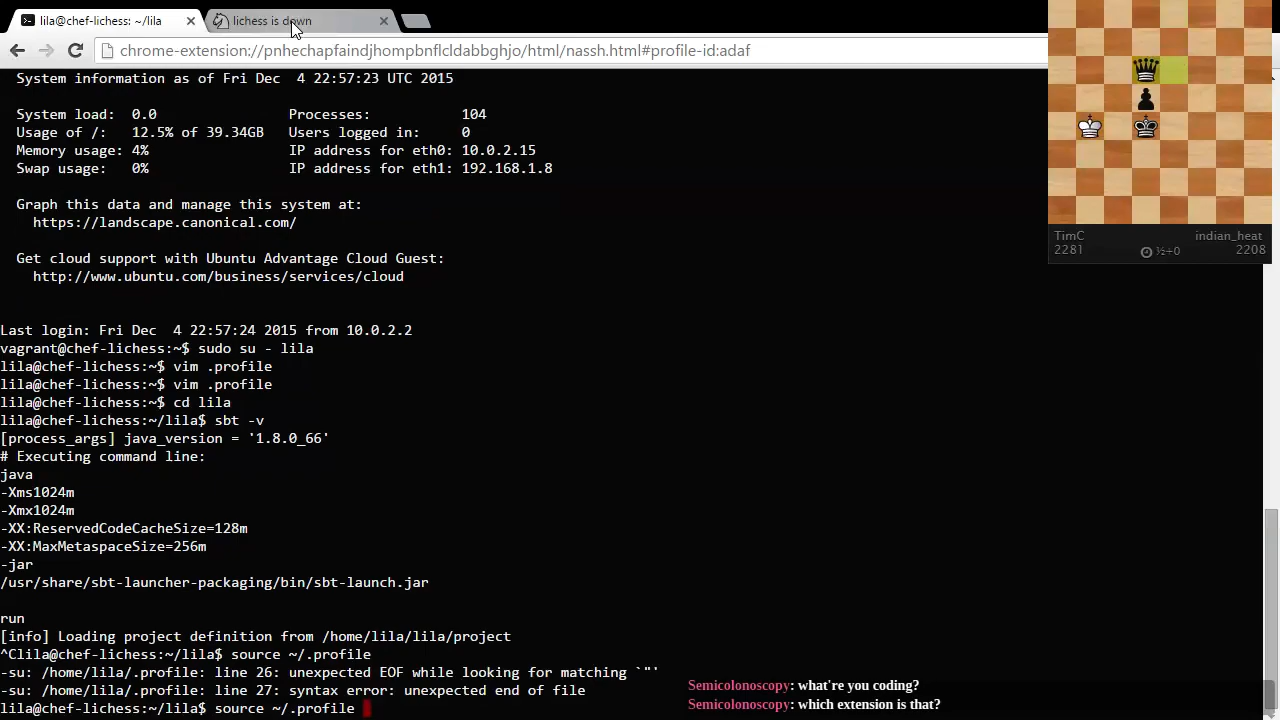 lila@chef-lichess: ~/lila
lichess is down
chrome-extension://pnhechapfaindjhompbnflcldabbghjo/html/nassh.html#profile-id:adaf
System information as of Fri Dec  4 22:57:23 UTC 2015
System load:  0.0                Processes:           104
Usage of /:   12.5% of 39.34GB   Users logged in:     0
Memory usage: 4%                 IP address for eth0: 10.0.2.15
Swap usage:   0%                 IP address for eth1: 192.168.1.8
TimC indian_heat
2281 ½+0 2208
Graph this data and manage this system at:
https://landscape.canonical.com/
Get cloud support with Ubuntu Advantage Cloud Guest:
http://www.ubuntu.com/business/services/cloud
Last login: Fri Dec  4 22:57:24 2015 from 10.0.2.2
vagrant@chef-lichess:~$ sudo su - lila
lila@chef-lichess:~$ vim .profile
lila@chef-lichess:~$ vim .profile
lila@chef-lichess:~$ cd lila
lila@chef-lichess:~/lila$ sbt -v
[process_args] java_version = '1.8.0_66'
# Executing command line:
java
-Xms1024m
-Xmx1024m
-XX:ReservedCodeCacheSize=128m
-XX:MaxMetaspaceSize=256m
-jar
/usr/share/sbt-launcher-packaging/bin/sbt-launch.jar
run
[info] Loading project definition from /home/lila/lila/project
^Clila@chef-lichess:~/lila$ source ~/.profile
-su: /home/lila/.profile: line 26: unexpected EOF while looking for matching `"'
-su: /home/lila/.profile: line 27: syntax error: unexpected end of file
lila@chef-lichess:~/lila$ source ~/.profile
Semicolonoscopy: what're you coding?
Semicolonoscopy: which extension is that?